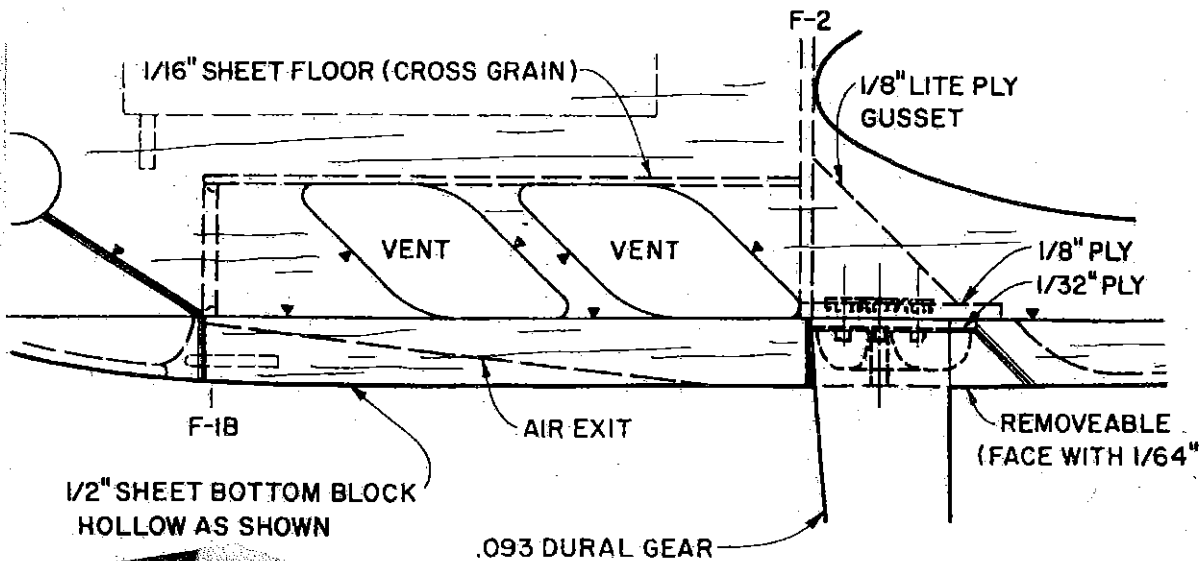 F-2
1/16" SHEET FLOOR (CROSS GRAIN)
1/8" LITE PLY
GUSSET
VENT
VENT
1/8" PLY
1/32" PLY
F-1B
AIR EXIT
REMOVEABLE
(FACE WITH 1/64"
1/2" SHEET BOTTOM BLOCK
HOLLOW AS SHOWN
.093 DURAL GEAR